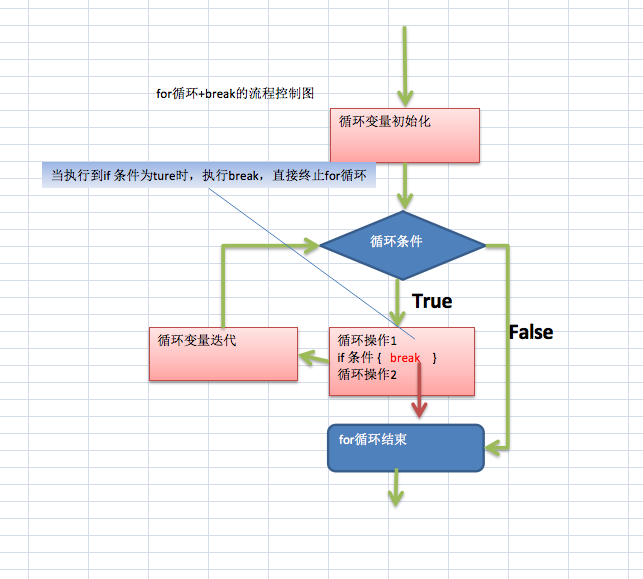 for循环+break的流程控制图
循环变量初始化
当执行到if 条件为ture时，执行break，直接终止for循环
循环条件
True
False
循环变量迭代
循环操作1
if 条件 { break }
循环操作2
for循环结束